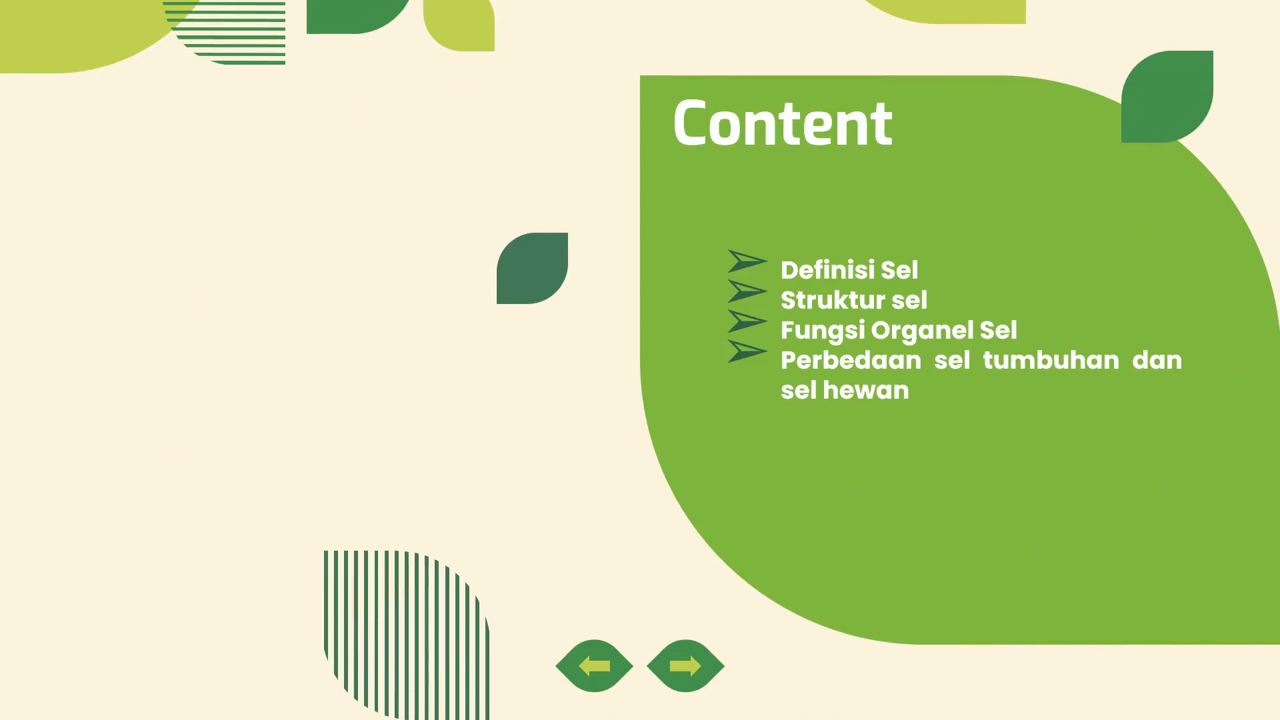 Content
Definisi Sel
Struktur sel
Fungsi Organel Sel
Perbedaan sel tumbuhan dan
sel hewan